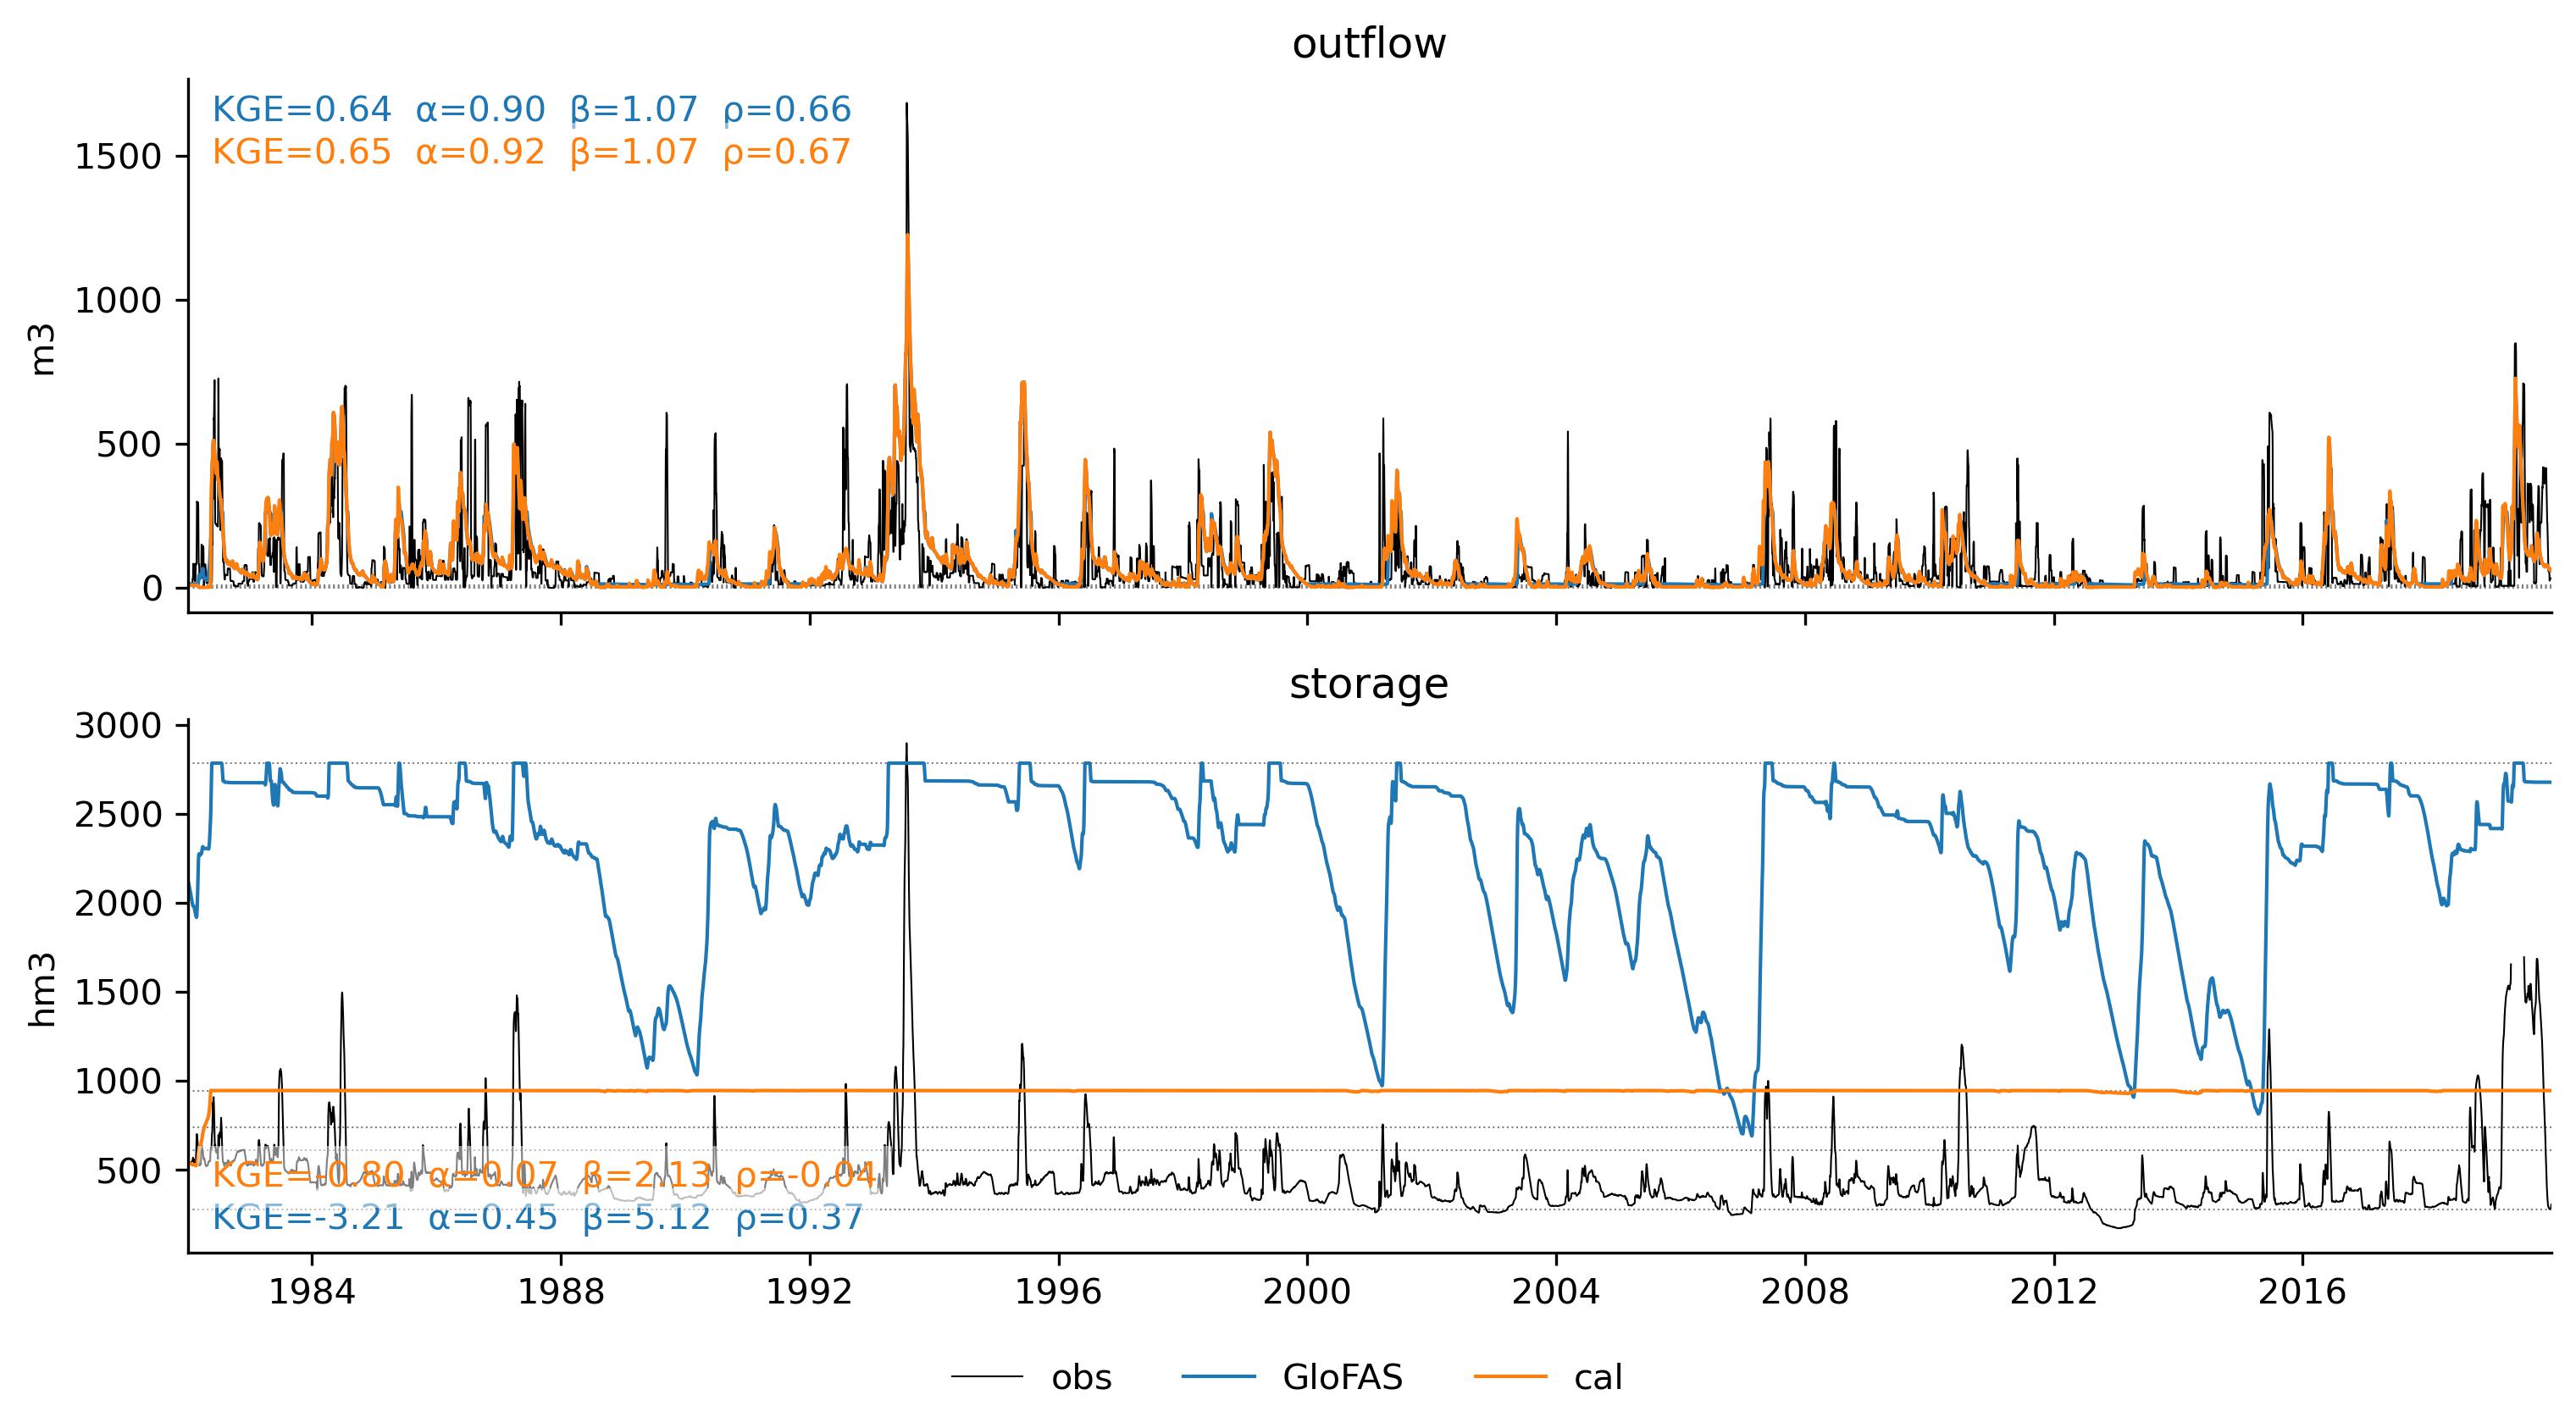 outflow
KGE=0.64 α=0.90 β=1.07 ρ=0.66
KGE=0.65 α=0.92 β=1.07 ρ=0.67
1500
1000
500
0
m3
storage
3000
2500
2000
1500
1000
500
hm3
KGE=-0.80 α=0.07 β=2.13 ρ=-0.04
KGE=-3.21 α=0.45 β=5.12 ρ=0.37
1984 1988 1992 1996 2000 2004 2008 2012 2016
obs GloFAS cal